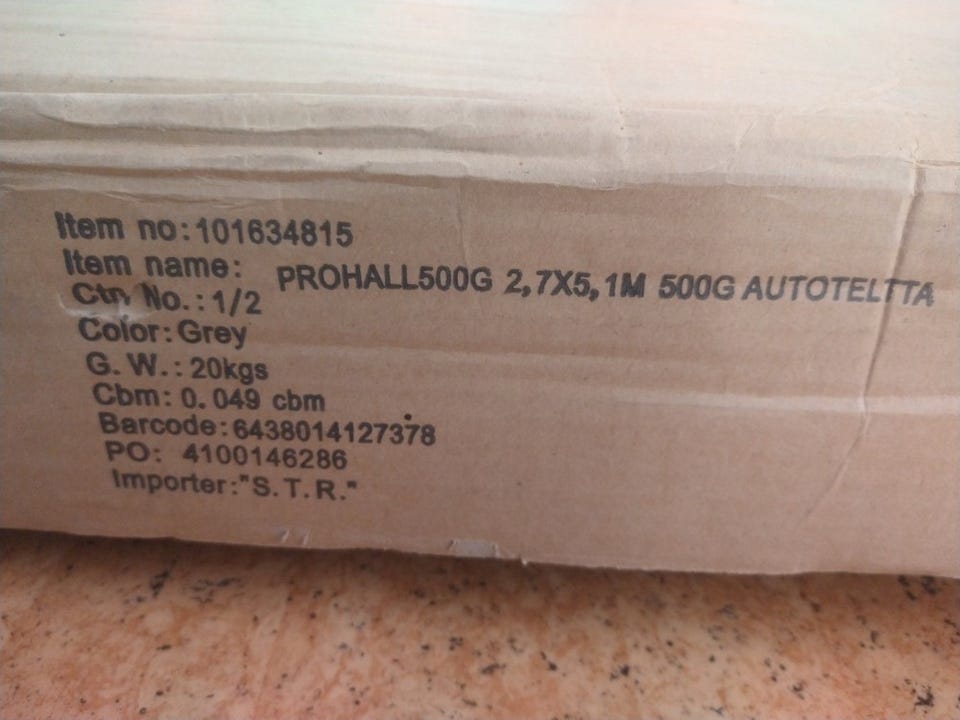 Item no:101634815
Item name: PROHALL500G 2,7X5,1M 500G AUTOTELTTA
Ctn No.:1/2
Color:Grey
G.W.:20kgs
Cbm: 0.049 cbm
Barcode:6438014127378
PO: 4100146286
Importer:"S.T.R."